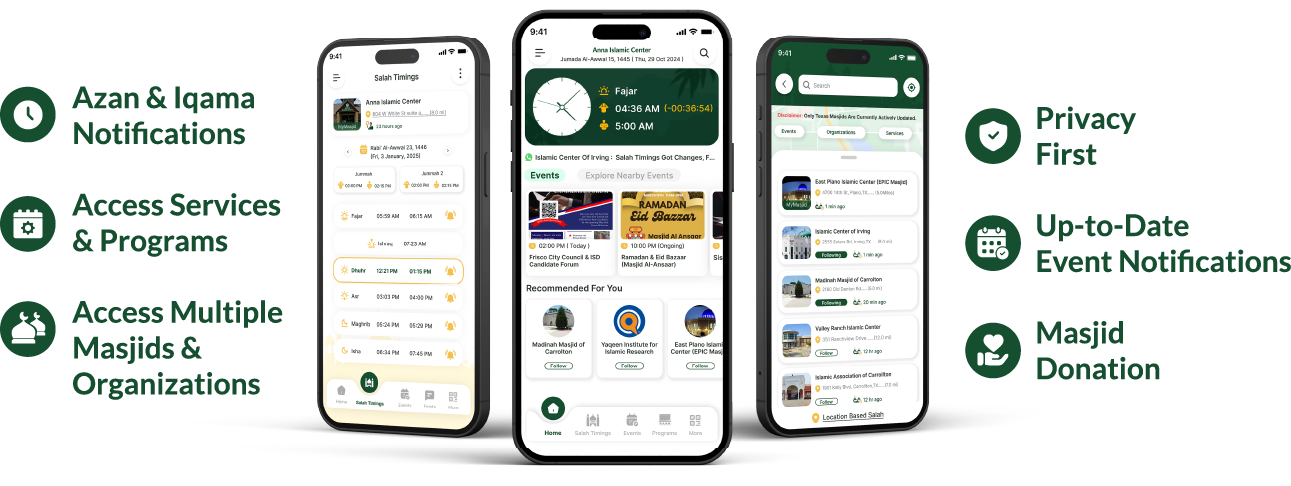 Azan & Iqama
Notifications
Access Services
& Programs
Access Multiple
Masjids &
Organizations
9:41
Salah Timings
Anna Islamic Center
804 W White St suite a,.....(8.0 mi)
23 hours ago
MyMasjid
Rabi' Al-Awwal 23, 1446
(Fri, 3 January, 2025)
Jummah
02:00 PM 02:15 PM
Jummah 2
02:00 PM 02:15 PM
Fajar 05:59 AM 06:15 AM
07:23 AM
Dhuhr 12:21 PM 01:15 PM
Asr 03:03 PM 04:00 PM
Maghrib 05:24 PM 05:29 PM
Isha 06:34 PM 07:45 PM
Home Salah Timings Events Feeds More
9:41
Anna Islamic Center
Jumada Al-Awwal 15, 1445 ( Thu, 29 Oct 2024 )
Fajar
04:36 AM (-00:36:54)
5:00 AM
Islamic Center Of Irving : Salah Timings Got Changes, F...
Events Explore Nearby Events
RAMADAN
Eid Bazzar
02:00 PM ( Today )
Frisco City Council & ISD
Candidate Forum
10:00 PM (Ongoing)
Ramadan & Eid Bazaar
(Masjid Al-Ansaar)
Sis
Recommended For You
Madinah Masjid of
Carrolton
Follow
Yaqeen Institute for
Islamic Research
Follow
East Plano Islamic
Center (EPIC Masj
Follow
Home Salah Timings Events Programs More
9:41
Search
Disclaimer: Only Texas Masjids Are Currently Actively Updated.
Events Organizations Services
East Plano Islamic Center (EPIC Masjid)
4700 14th St, Plano, TX...... (5.0Miles)
1 min ago
MyMasjid
Islamic Center of Irving
2555 Esters Rd, Irving, TX (8.0 mi)
Following 1 min ago
Madinah Masjid of Carrolton
2180 Old Denton Rd.....(5.0 mi)
Following 20 min ago
Valley Ranch Islamic Center
351 Ranchview Drive.....(12.0 mi)
Follow 12 hr ago
Islamic Association of Carrollton
1901 Kelly Blvd, Carrollton, TX.....(7.0 mi)
Follow 12 hr ago
Location Based Salah
Privacy
First
Up-to-Date
Event Notifications
Masjid
Donation